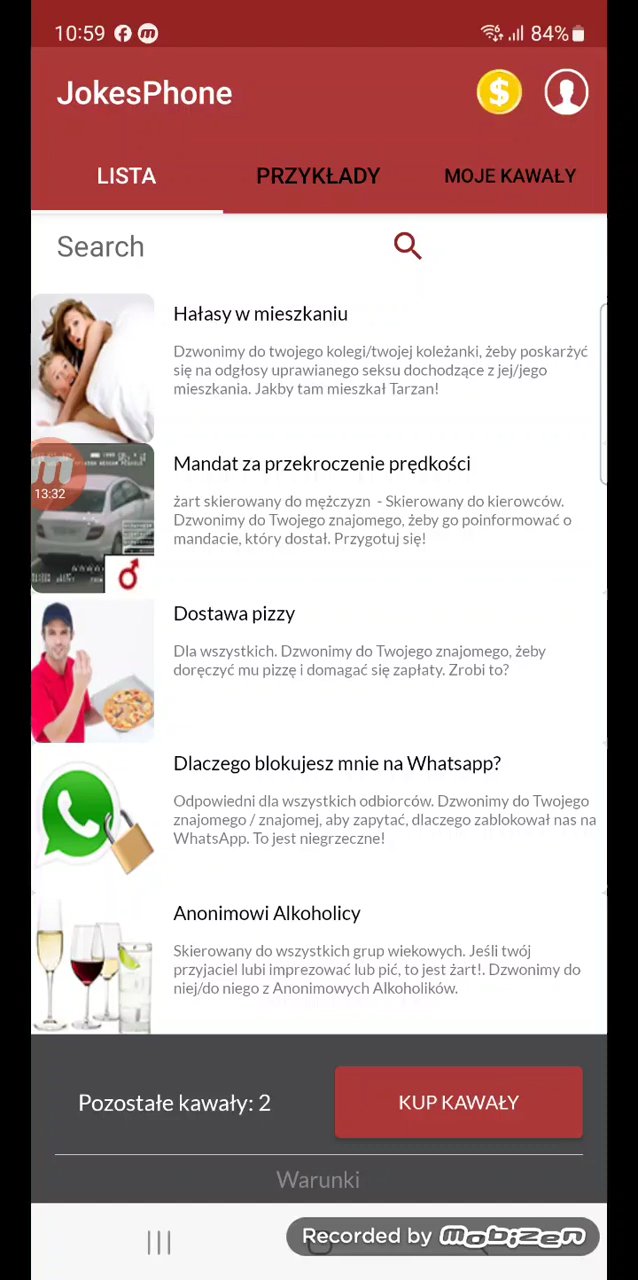 10:59
84%
JokesPhone
LISTA
PRZYKŁADY
MOJE KAWAŁY
Search
Hałasy w mieszkaniu
Dzwonimy do twojego kolegi/twojej koleżanki, żeby poskarżyć
się na odgłosy uprawianego seksu dochodzące z jej/jego
mieszkania. Jakby tam mieszkał Tarzan!
13:32
Mandat za przekroczenie prędkości
żart skierowany do mężczyzn - Skierowany do kierowców.
Dzwonimy do Twojego znajomego, żeby go poinformować o
mandacie, który dostał. Przygotuj się!
Dostawa pizzy
Dla wszystkich. Dzwonimy do Twojego znajomego, żeby
doręczyć mu pizzę i domagać się zapłaty. Zrobi to?
Dlaczego blokujesz mnie na Whatsapp?
Odpowiedni dla wszystkich odbiorców. Dzwonimy do Twojego
znajomego / znajomej, aby zapytać, dlaczego zablokował nas na
WhatsApp. To jest niegrzeczne!
Anonimowi Alkoholicy
Skierowany do wszystkich grup wiekowych. Jeśli twój
przyjaciel lubi imprezować lub pić, to jest żart!. Dzwonimy do
niej/do niego z Anonimowych Alkoholików.
Pozostałe kawały: 2
KUP KAWAŁY
Warunki
Recorded by mobizen